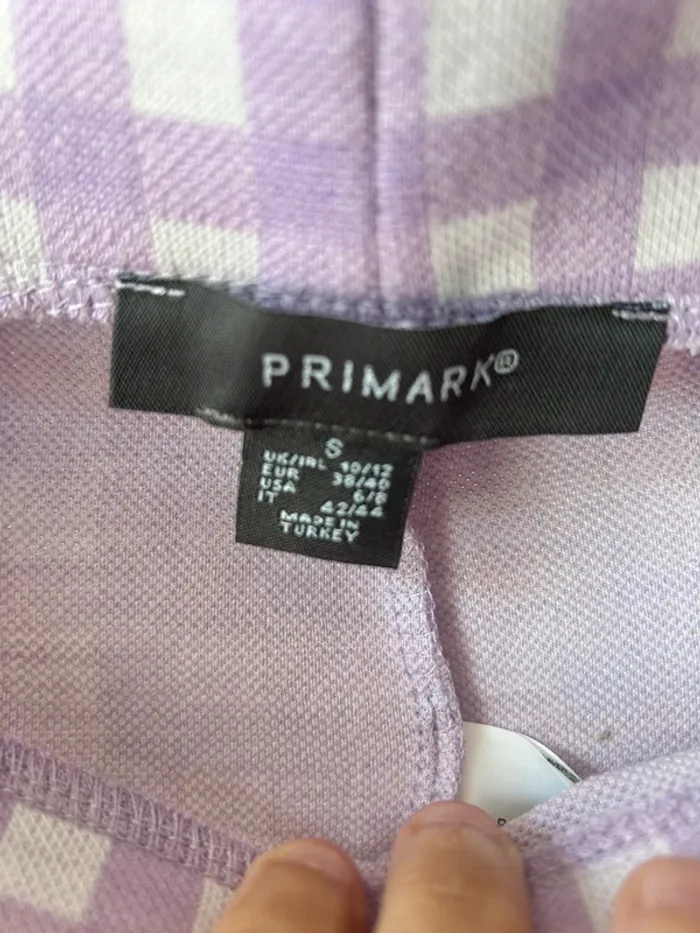 PRIMARK®
S
UK/IRL 10/12
EUR 38/40
USA 6/8
IT 42/44
MADE IN
TURKEY